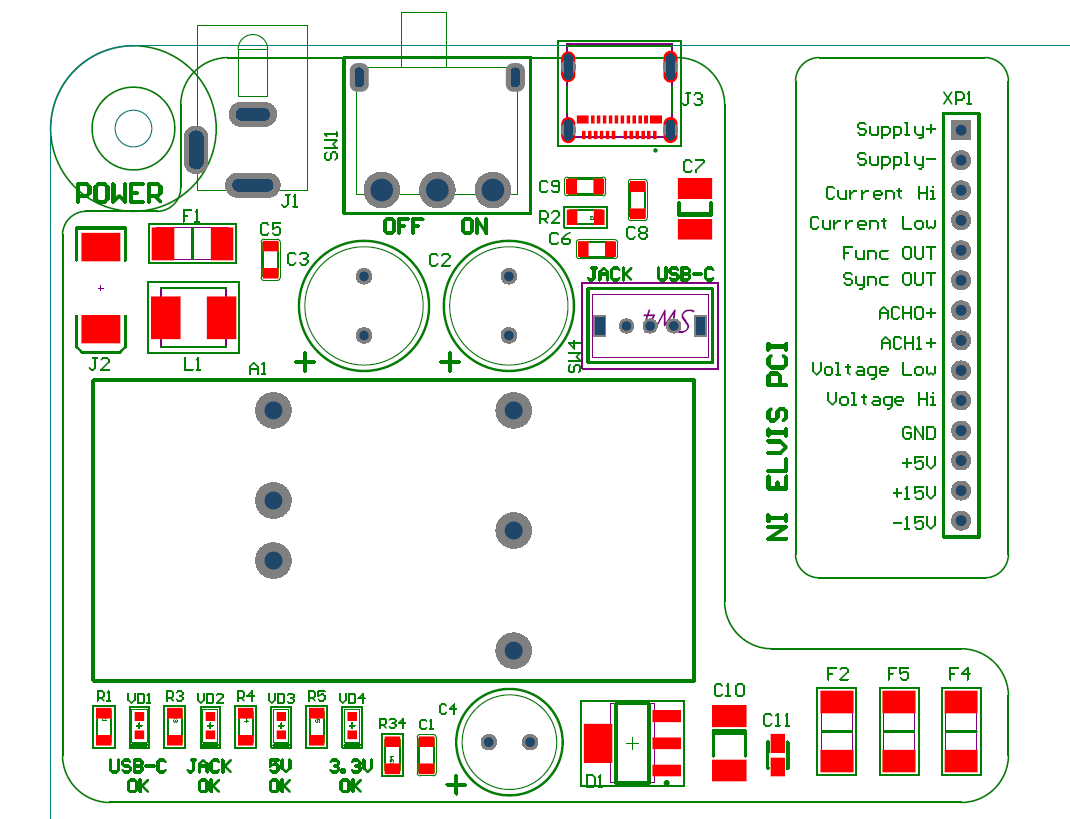 J3
XP1
Supply+
Supply-
Current Hi
Current Low
Func OUT
Sync OUT
ACH0+
ACH1+
Voltage Low
Voltage Hi
GND
+5V
+15V
-15V
NI ELVIS PCI
SW1
J1
POWER
OFF ON
F1
C5
C3
C2
C9
R2
C6
C7
C8
JACK USB-C
SW4
SW4
J2
L1
A1
R1
VD1
R3
VD2
R4
VD3
R5
VD4
R34
C1
C4
USB-C
OK
JACK
OK
5V
OK
3.3V
OK
D1
C10
C11
F2
F5
F4